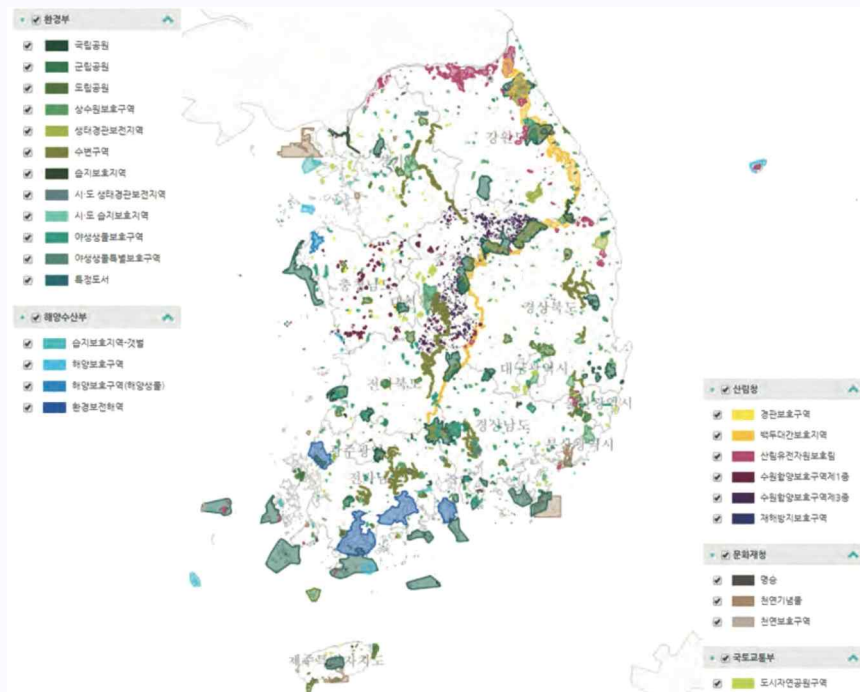 환경부
국립공원
군립공원
도립공원
상수원보호구역
생태경관보전지역
수변구역
습지보호지역
시·도 생태경관보전지역
시·도 습지보호지역
야생생물보호구역
야생생물특별보호구역
특정도서
해양수산부
습지보호지역-갯벌
해양보호구역
해양보호구역(해양생물)
환경보전해역
강원도
경상북도
대구광역시
전라북도
경상남도
산림청
경관보호구역
백두대간보호지역
산림유전자원보호림
수원함양보호구역제1종
수원함양보호구역제3종
재해방지보호구역
문화재청
명승
천연기념물
천연보호구역
국토교통부
도시자연공원구역